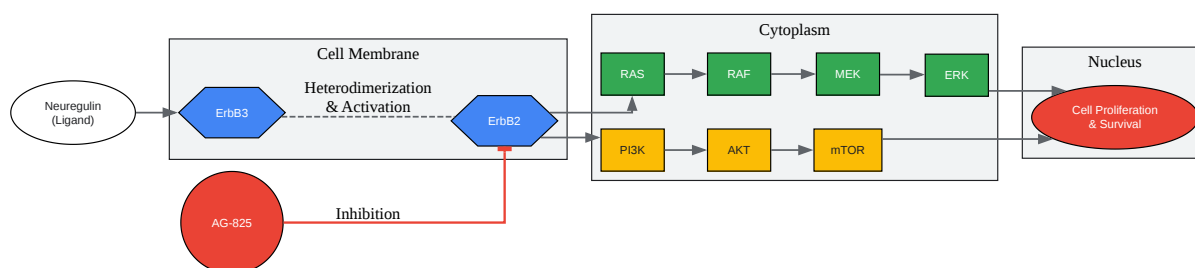 Cell Membrane
Cytoplasm
Nucleus
Neuregulin
(Ligand)
ErbB3
Heterodimerization
& Activation
ErbB2
RAS
RAF
MEK
ERK
PI3K
AKT
mTOR
Cell Proliferation
& Survival
AG-825
Inhibition